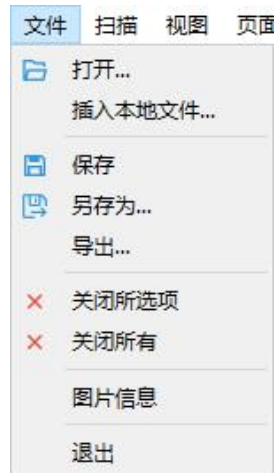 文件 扫描 视图 页面
打开...
插入本地文件...
保存
另存为...
导出...
关闭所选项
关闭所有
图片信息
退出